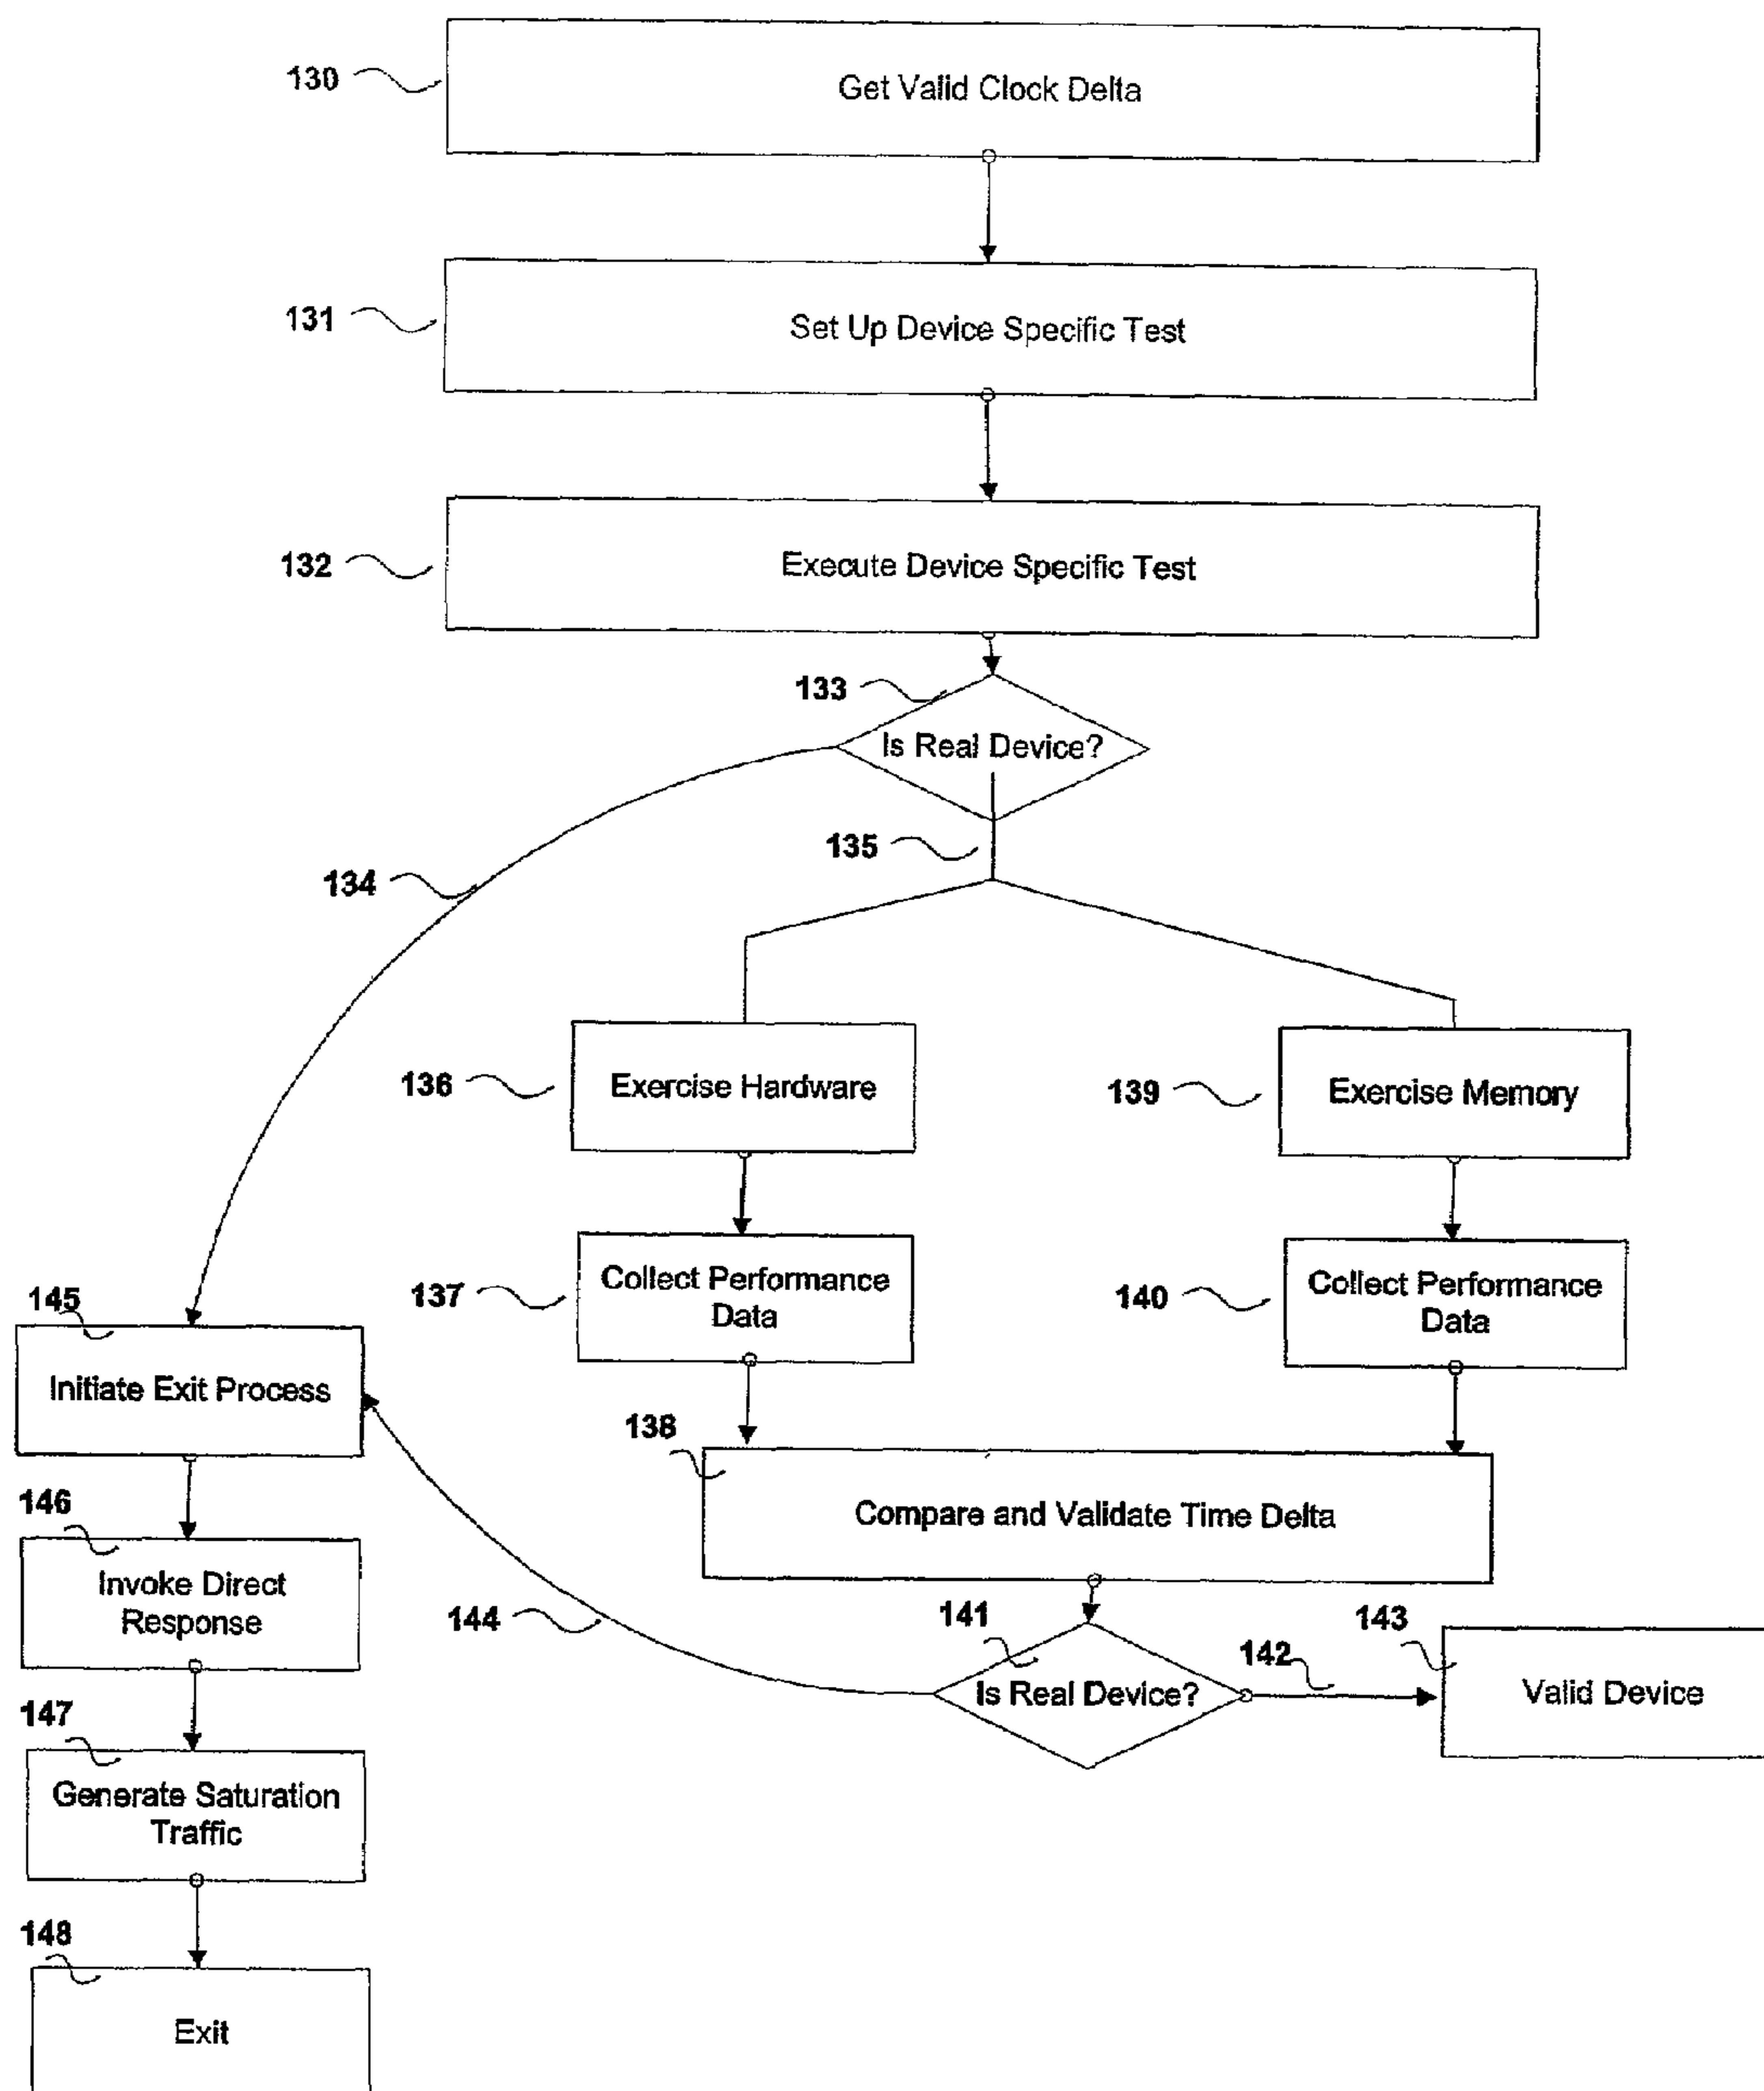 130
Get Valid Clock Delta
131
Set Up Device Specific Test
132
Execute Device Specific Test
133
Is Real Device?
135
134
136
Exercise Hardware
139
Exercise Memory
137
Collect Performance
Data
140
Collect Performance
Data
145
Initiate Exit Process
138
Compare and Validate Time Delta
146
Invoke Direct
Response
144
141
Is Real Device?
142
143
Valid Device
147
Generate Saturation
Traffic
148
Exit